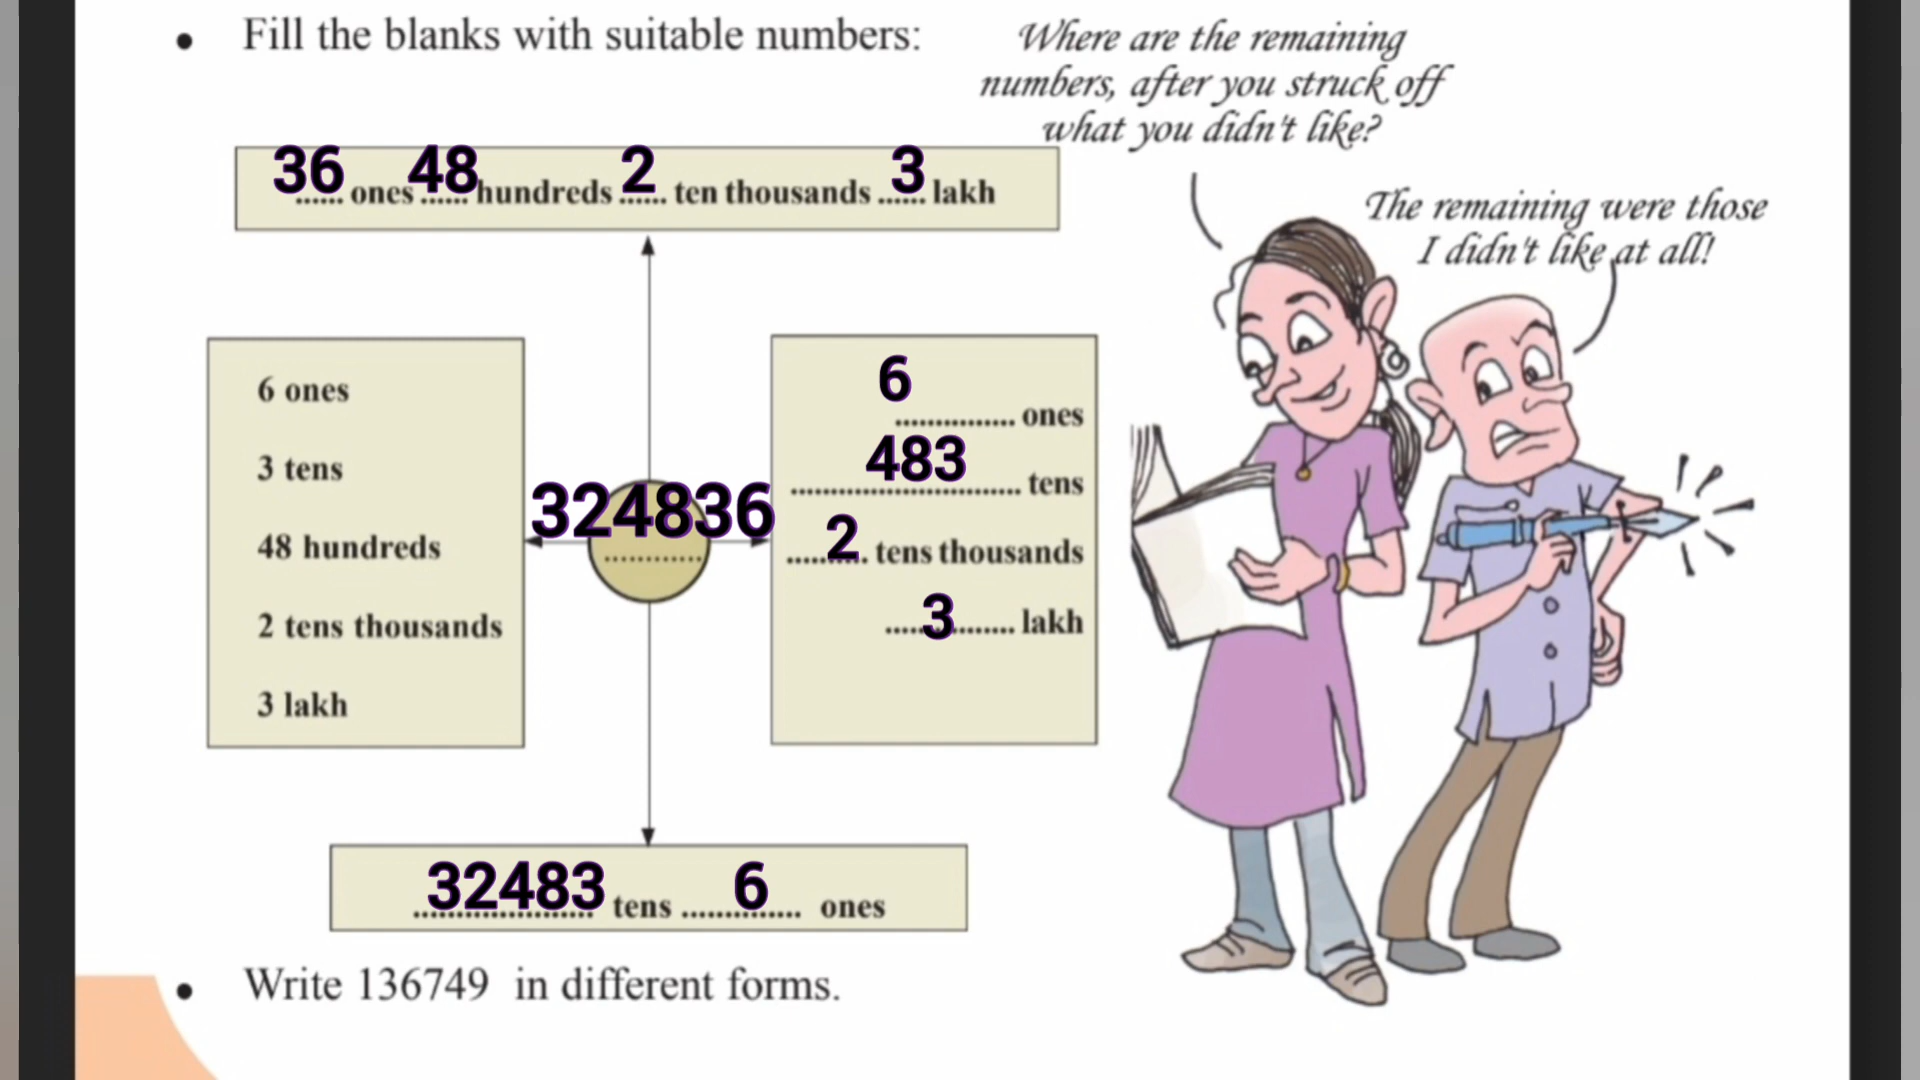 • Fill the blanks with suitable numbers:
Where are the remaining
numbers, after you struck off
what you didn't like?
The remaining were those
I didn't like at all!
36 ones 48 hundreds 2 ten thousands 3 lakh
6 ones
3 tens
48 hundreds
2 tens thousands
3 lakh
324836
6 ones
483 tens
2 tens thousands
3 lakh
32483 tens 6 ones
• Write 136749 in different forms.